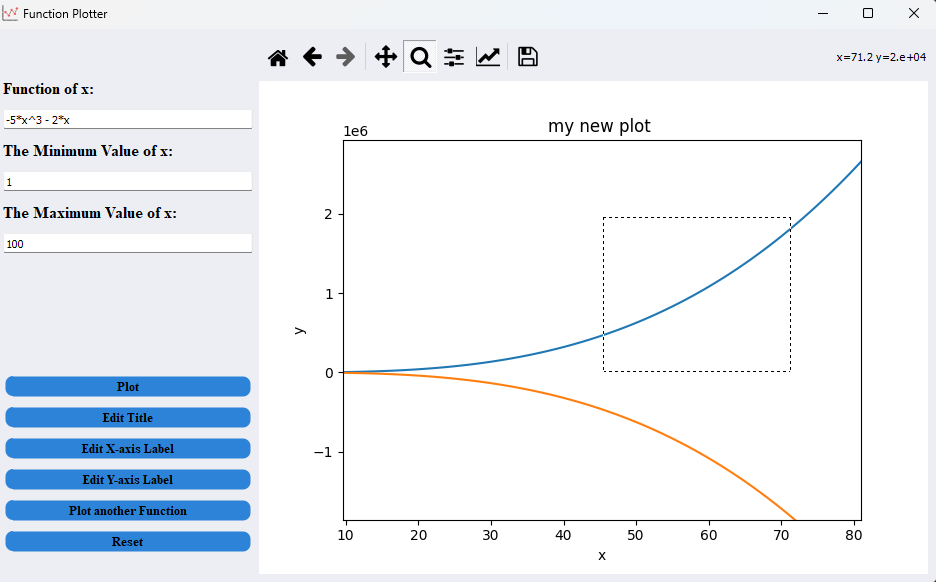 Function Plotter
x=71.2 y=2.e+04
Function of x:
-5*x^3 - 2*x
The Minimum Value of x:
1
The Maximum Value of x:
100
Plot
Edit Title
Edit X-axis Label
Edit Y-axis Label
Plot another Function
Reset
my new plot
1e6
2
1
0
−1
y
10 20 30 40 50 60 70 80
x